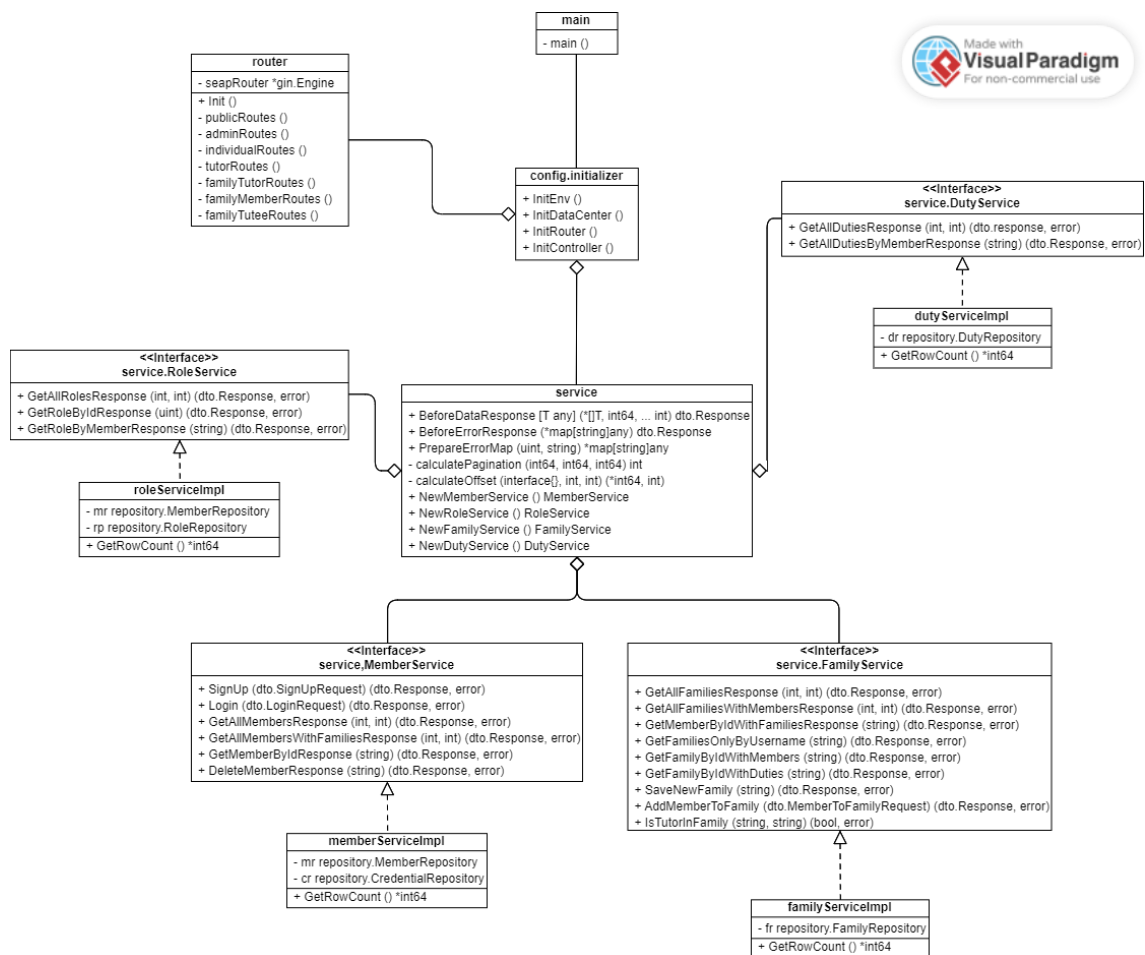 main
- main ()
Made with
Visual Paradigm
For non-commercial use
router
- seapRouter *gin.Engine
+ Init ()
- publicRoutes ()
- adminRoutes ()
- individualRoutes ()
- tutorRoutes ()
- familyTutorRoutes ()
- familyMemberRoutes ()
- familyTuteeRoutes ()
config.initializer
+ InitEnv ()
+ InitDataCenter ()
+ InitRouter ()
+ InitController ()
<<Interface>>
service.DutyService
+ GetAllDutiesResponse (int, int) (dto.response, error)
+ GetAllDutiesByMemberResponse (string) (dto.Response, error)
dutyServiceImpl
- dr repository.DutyRepository
+ GetRowCount () *int64
<<Interface>>
service.RoleService
+ GetAllRolesResponse (int, int) (dto.Response, error)
+ GetRoleByIdResponse (uint) (dto.Response, error)
+ GetRoleByMemberResponse (string) (dto.Response, error)
roleServiceImpl
- mr repository.MemberRepository
- rp repository.RoleRepository
+ GetRowCount () *int64
service
+ BeforeDataResponse [T any] (*[]T, int64, ... int) dto.Response
+ BeforeErrorResponse (*map[string]any) dto.Response
+ PrepareErrorMap (uint, string) *map[string]any
- calculatePagination (int64, int64, int64) int
- calculateOffset (interface{}, int, int) (*int64, int)
+ NewMemberService () MemberService
+ NewRoleService () RoleService
+ NewFamilyService () FamilyService
+ NewDutyService () DutyService
<<Interface>>
service,MemberService
+ SignUp (dto.SignUpRequest) (dto.Response, error)
+ Login (dto.LoginRequest) (dto.Response, error)
+ GetAllMembersResponse (int, int) (dto.Response, error)
+ GetAllMembersWithFamiliesResponse (int, int) (dto.Response, error)
+ GetMemberByIdResponse (string) (dto.Response, error)
+ DeleteMemberResponse (string) (dto.Response, error)
memberServiceImpl
- mr repository.MemberRepository
- cr repository.CredentialRepository
+ GetRowCount () *int64
<<Interface>>
service.FamilyService
+ GetAllFamiliesResponse (int, int) (dto.Response, error)
+ GetAllFamiliesWithMembersResponse (int, int) (dto.Response, error)
+ GetMemberByIdWithFamiliesResponse (string) (dto.Response, error)
+ GetFamiliesOnlyByUsername (string) (dto.Response, error)
+ GetFamilyByIdWithMembers (string) (dto.Response, error)
+ GetFamilyByIdWithDuties (string) (dto.Response, error)
+ SaveNewFamily (string) (dto.Response, error)
+ AddMemberToFamily (dto.MemberToFamilyRequest) (dto.Response, error)
+ IsTutorInFamily (string, string) (bool, error)
familyServiceImpl
- fr repository.FamilyRepository
+ GetRowCount () *int64